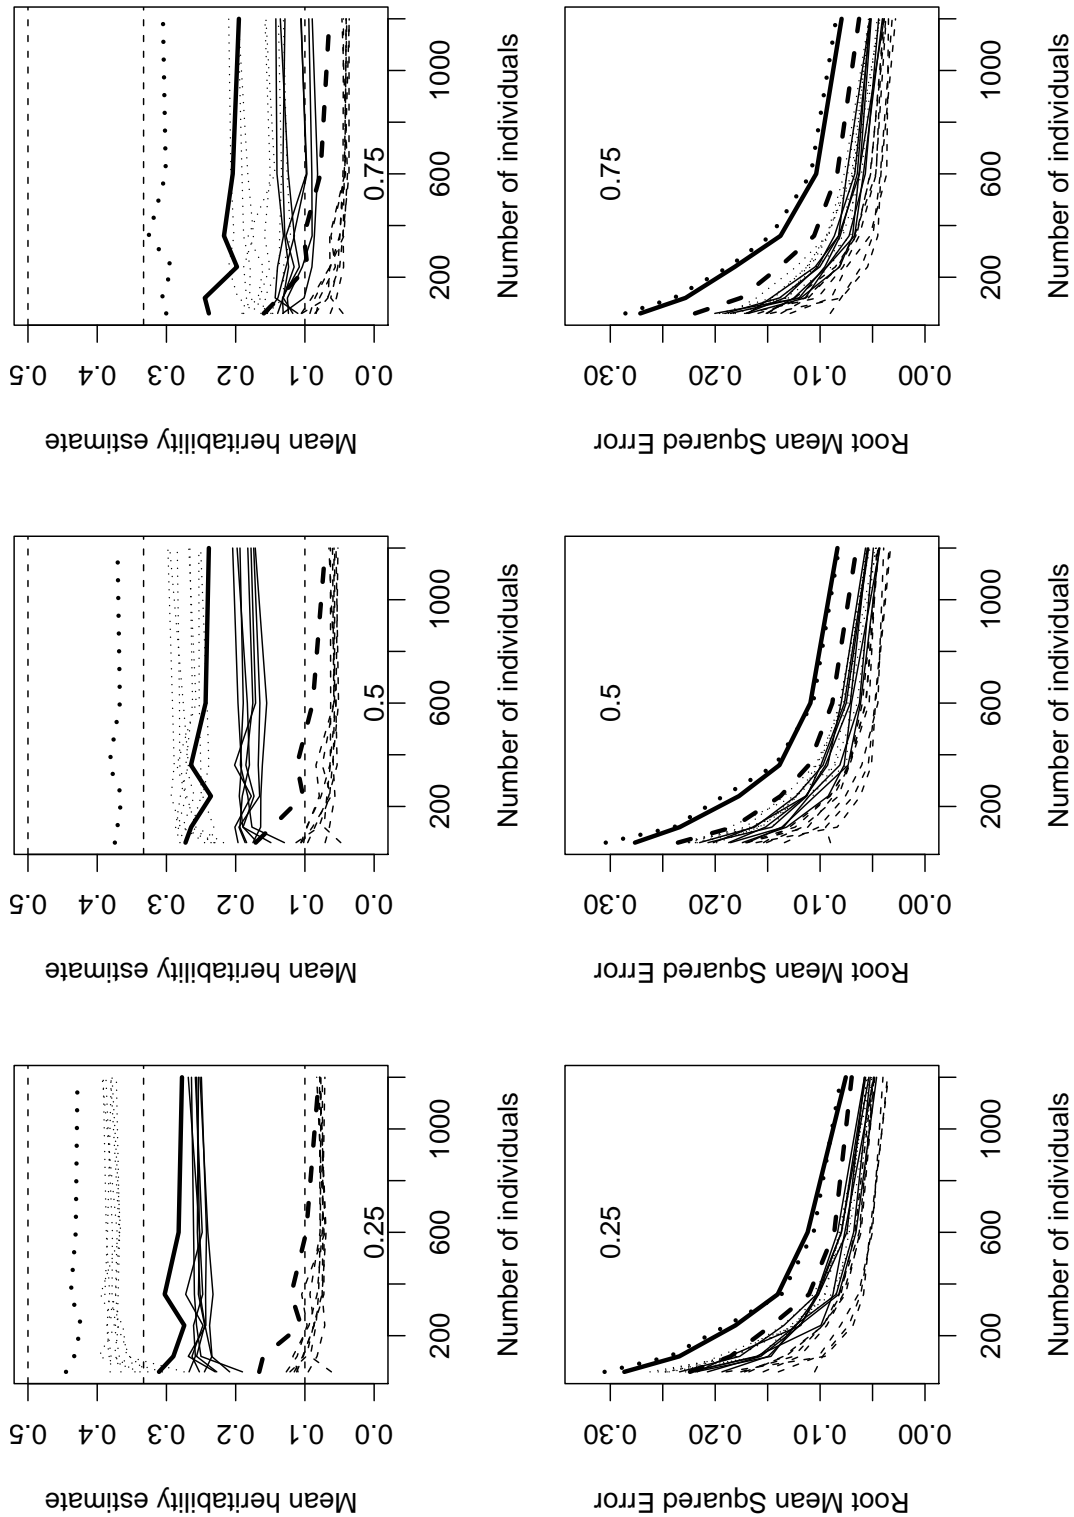 Mean heritability estimate
0.0 0.1 0.2 0.3 0.4 0.5
0.25
200 600 1000
Number of individuals
Mean heritability estimate
0.0 0.1 0.2 0.3 0.4 0.5
0.5
200 600 1000
Number of individuals
Mean heritability estimate
0.0 0.1 0.2 0.3 0.4 0.5
0.75
200 600 1000
Number of individuals
Root Mean Squared Error
0.00 0.10 0.20 0.30
0.25
200 600 1000
Number of individuals
Root Mean Squared Error
0.00 0.10 0.20 0.30
0.5
200 600 1000
Number of individuals
Root Mean Squared Error
0.00 0.10 0.20 0.30
0.75
200 600 1000
Number of individuals